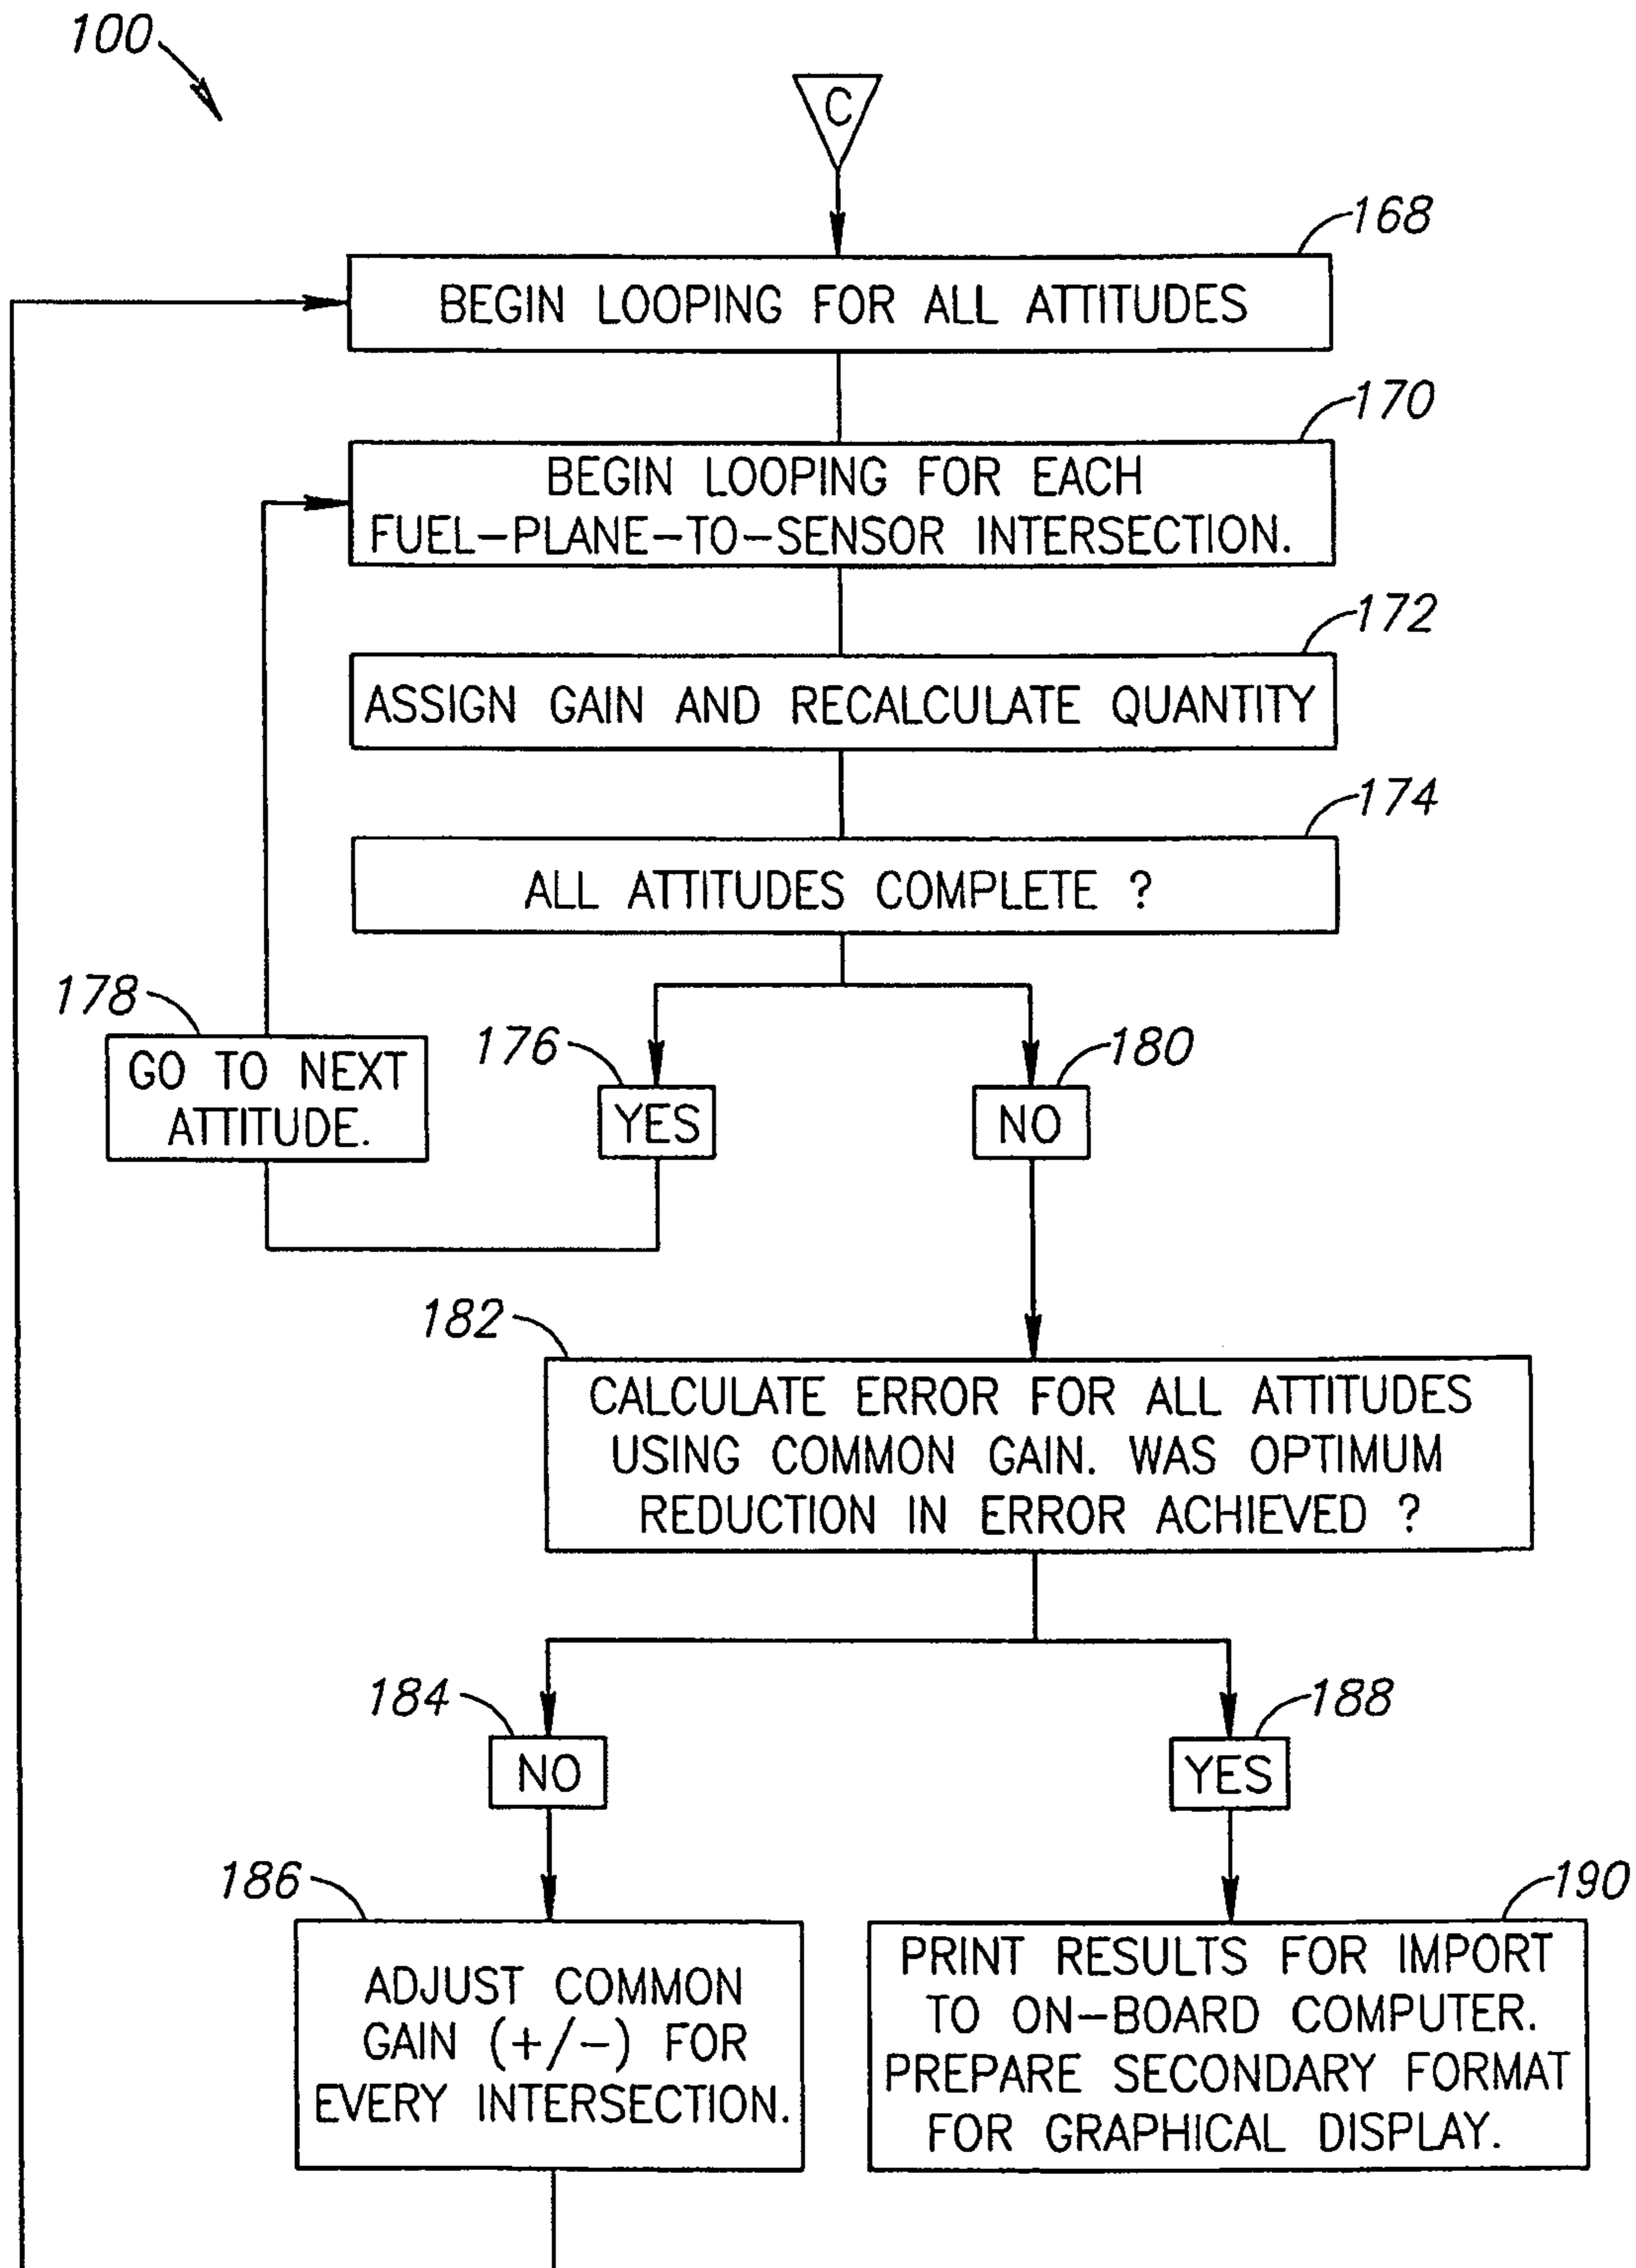 100
C
168
BEGIN LOOPING FOR ALL ATTITUDES
170
BEGIN LOOPING FOR EACH
FUEL-PLANE-TO-SENSOR INTERSECTION.
172
ASSIGN GAIN AND RECALCULATE QUANTITY
174
ALL ATTITUDES COMPLETE ?
178
GO TO NEXT
ATTITUDE.
176
YES
180
NO
182
CALCULATE ERROR FOR ALL ATTITUDES
USING COMMON GAIN. WAS OPTIMUM
REDUCTION IN ERROR ACHIEVED ?
184
NO
188
YES
186
ADJUST COMMON
GAIN (+/-) FOR
EVERY INTERSECTION.
190
PRINT RESULTS FOR IMPORT
TO ON-BOARD COMPUTER.
PREPARE SECONDARY FORMAT
FOR GRAPHICAL DISPLAY.